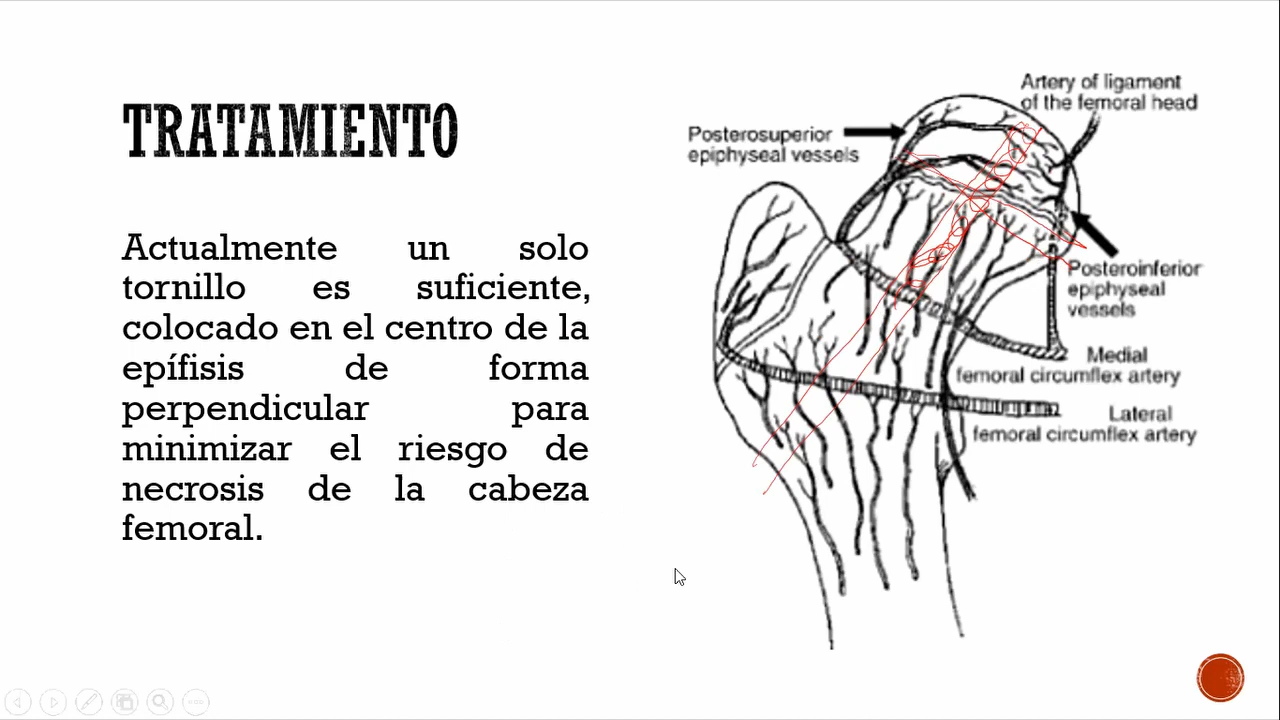 TRATAMIENTO
Actualmente un solo
tornillo es suficiente,
colocado en el centro de la
epífisis de forma
perpendicular para
minimizar el riesgo de
necrosis de la cabeza
femoral.
Artery of ligament
of the femoral head
Posterosuperior
epiphyseal vessels
Posteroinferior
epiphyseal
vessels
Medial
femoral circumflex artery
Lateral
femoral circumflex artery